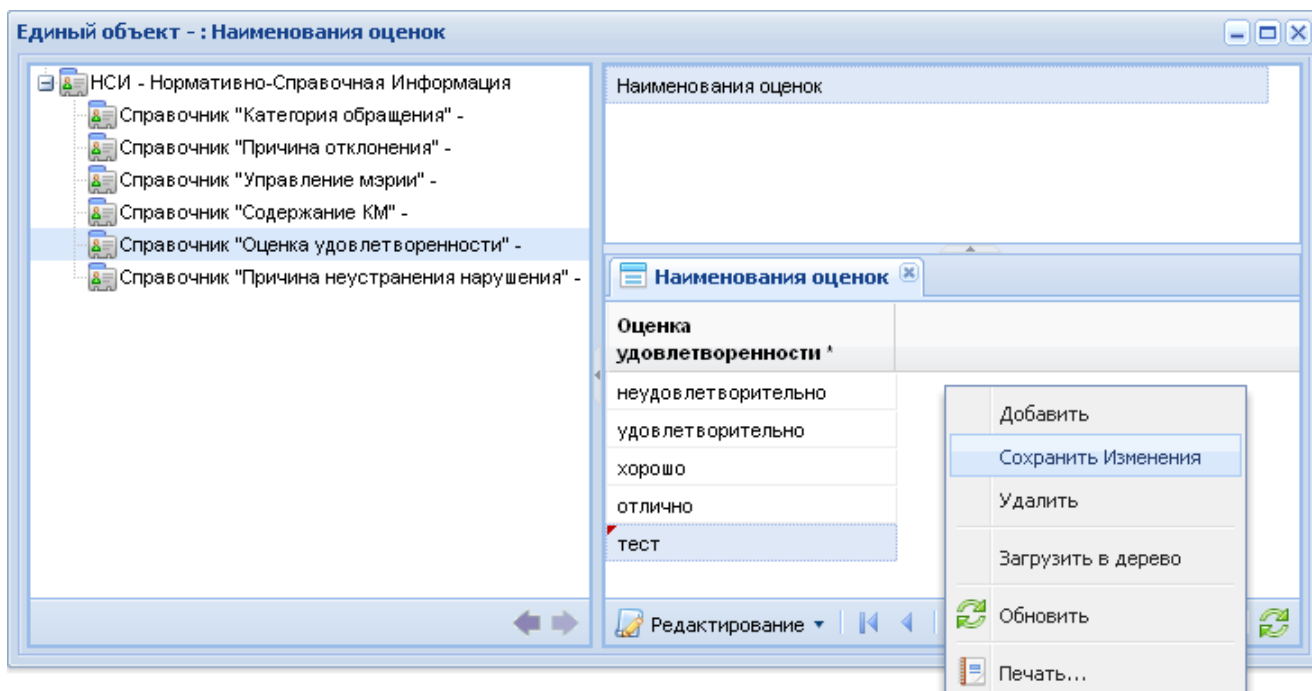 Единый объект - : Наименования оценок
НСИ - Нормативно-Справочная Информация
Справочник "Категория обращения" -
Справочник "Причина отклонения" -
Справочник "Управление мэрии" -
Справочник "Содержание КМ" -
Справочник "Оценка удовлетворенности" -
Справочник "Причина неустранения нарушения" -
Наименования оценок
Наименования оценок
Оценка
удовлетворенности *
неудовлетворительно
удовлетворительно
хорошо
отлично
тест
Редактирование
Добавить
Сохранить Изменения
Удалить
Загрузить в дерево
Обновить
Печать...